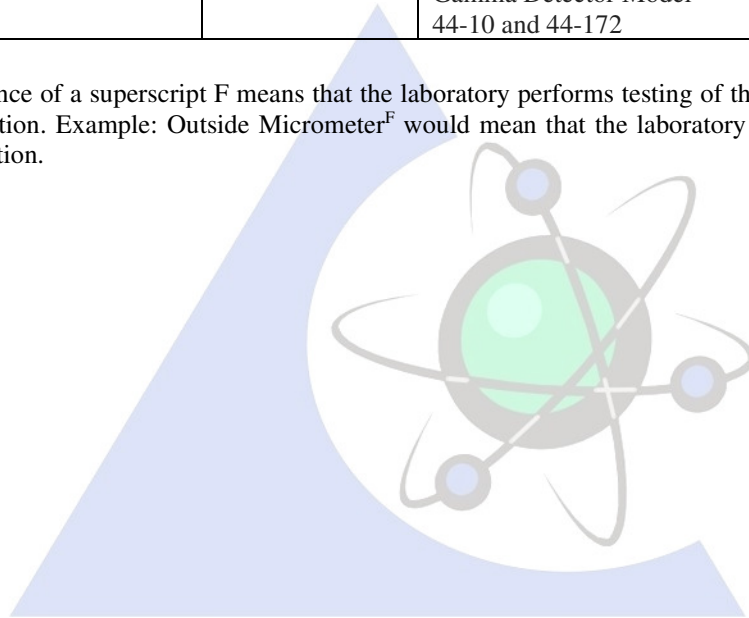 Gamma Detector Model
44-10 and 44-172
nce of a superscript F means that the laboratory performs testing of th
tion. Example: Outside Micrometer^F would mean that the laboratory
tion.